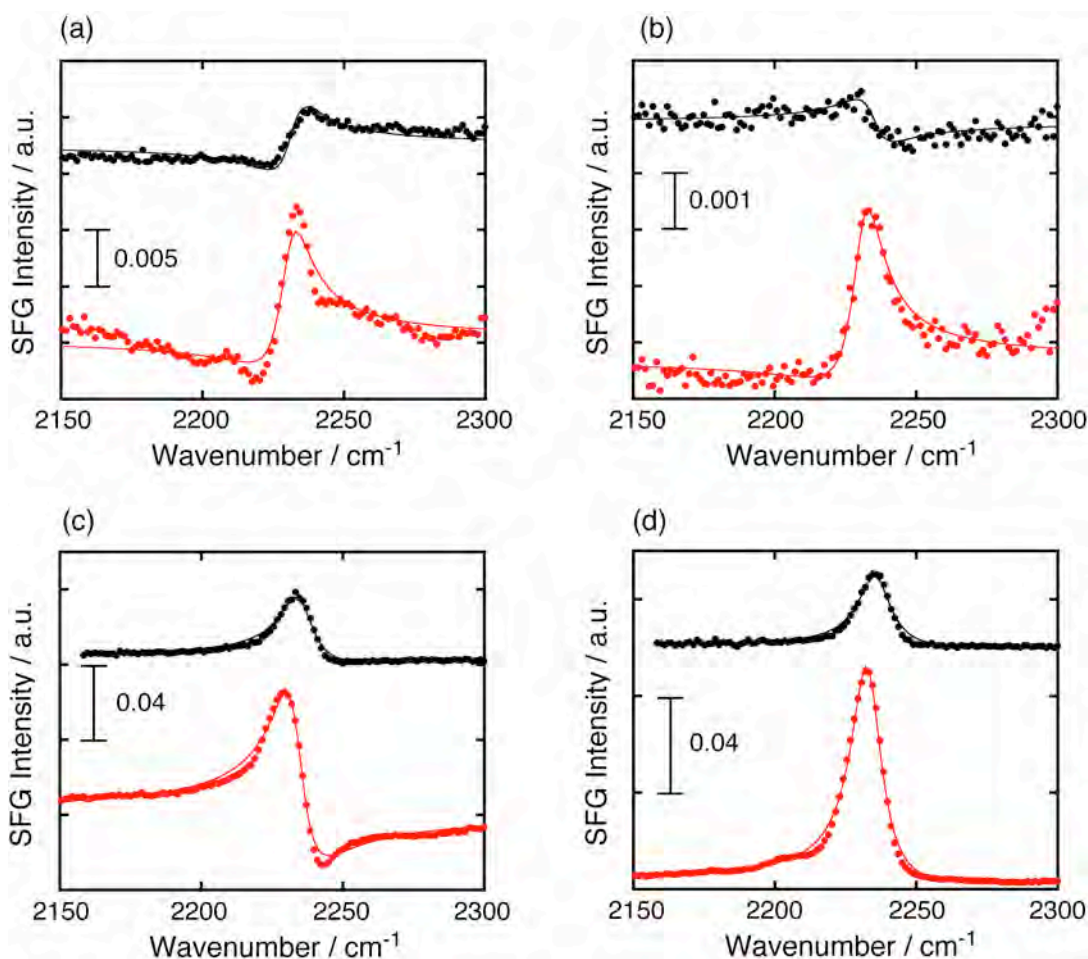 (a)
SFG Intensity / a.u.
0.005
2150 2200 2250 2300
Wavenumber / cm-1
(b)
SFG Intensity / a.u.
0.001
2150 2200 2250 2300
Wavenumber / cm-1
(c)
SFG Intensity / a.u.
0.04
2150 2200 2250 2300
Wavenumber / cm-1
(d)
SFG Intensity / a.u.
0.04
2150 2200 2250 2300
Wavenumber / cm-1